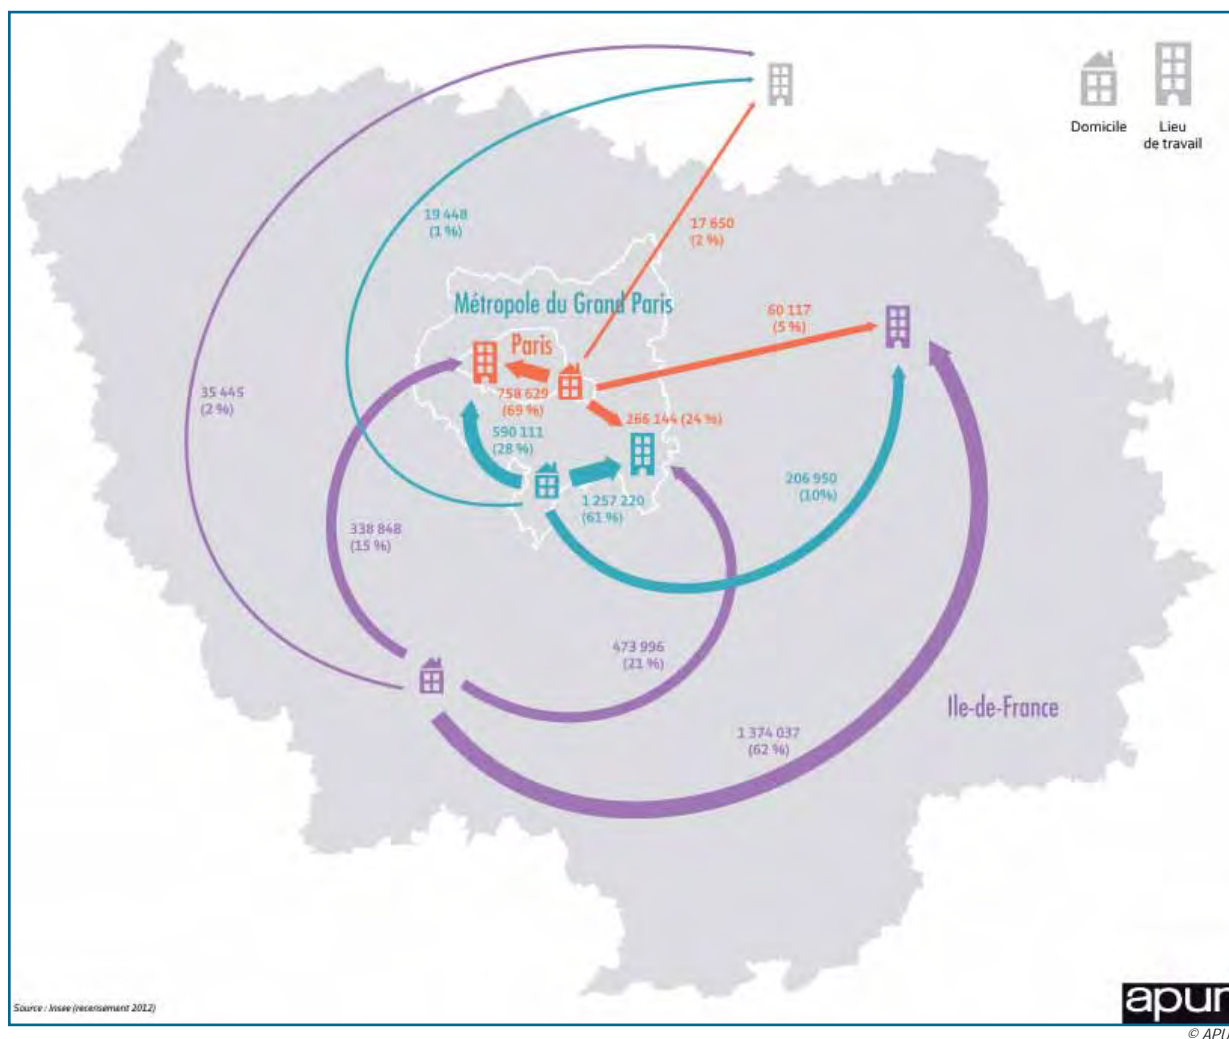 Domicile
Lieu
de travail
19 448
(1 %)
17 650
(2 %)
Métropole du Grand Paris
60 117
(5 %)
Paris
35 445
(2 %)
758 629
(69 %)
266 144 (24 %)
590 111
(28 %)
206 950
(10%)
1 257 220
(61 %)
338 848
(15 %)
473 996
(21 %)
Ile-de-France
1 374 037
(62 %)
Source : Insee (recensement 2012)
apur
© APU